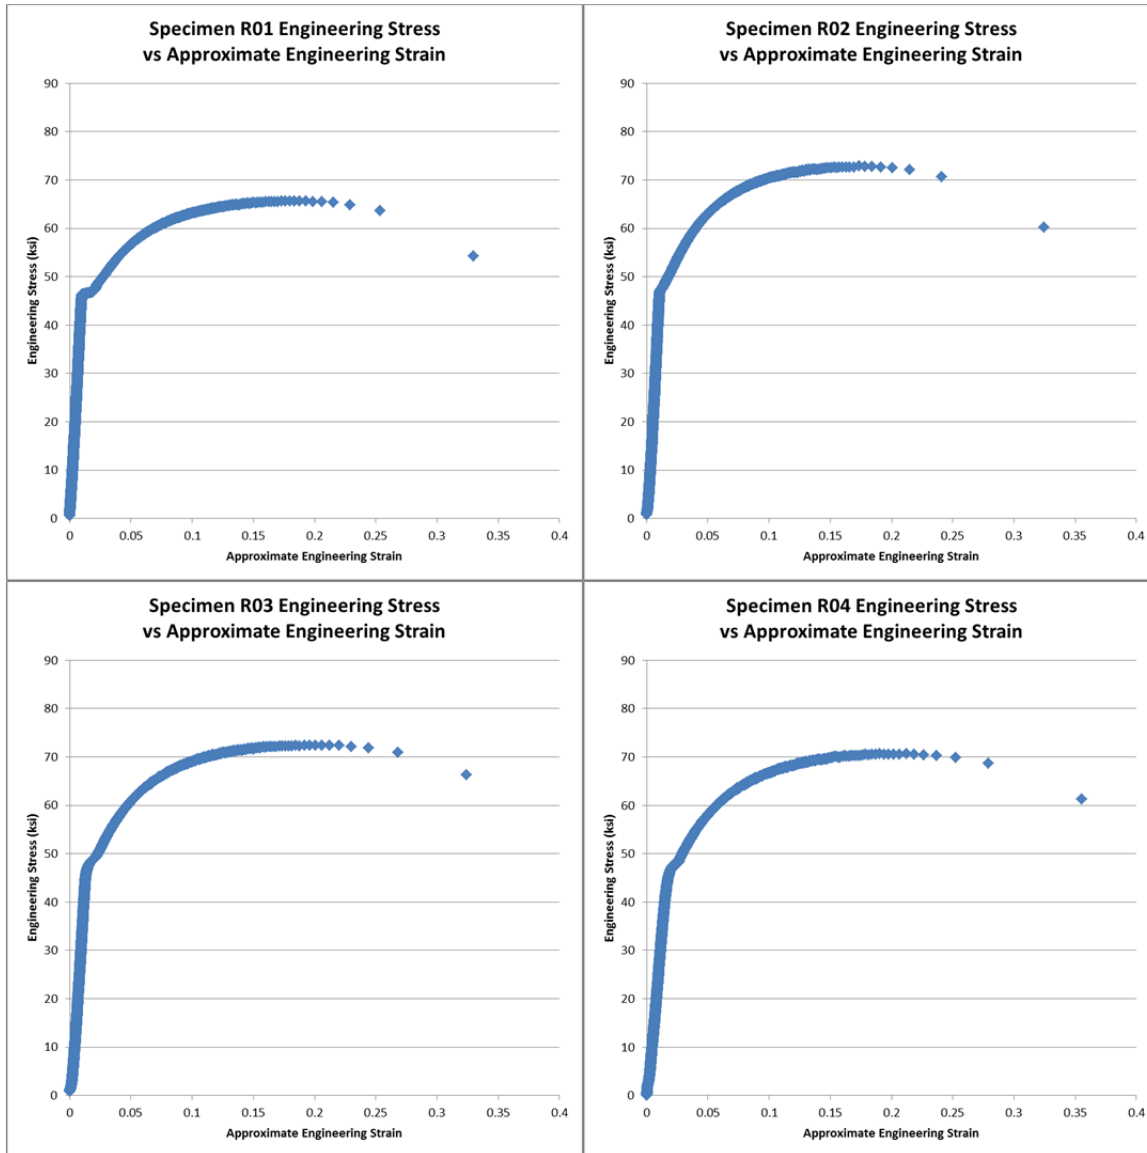 Specimen R01 Engineering Stress
vs Approximate Engineering Strain
90
80
70
60
50
40
30
20
10
0
Engineering Stress (ksi)
0 0.05 0.1 0.15 0.2 0.25 0.3 0.35 0.4
Approximate Engineering Strain
Specimen R02 Engineering Stress
vs Approximate Engineering Strain
90
80
70
60
50
40
30
20
10
0
Engineering Stress (ksi)
0 0.05 0.1 0.15 0.2 0.25 0.3 0.35 0.4
Approximate Engineering Strain
Specimen R03 Engineering Stress
vs Approximate Engineering Strain
90
80
70
60
50
40
30
20
10
0
Engineering Stress (ksi)
0 0.05 0.1 0.15 0.2 0.25 0.3 0.35 0.4
Approximate Engineering Strain
Specimen R04 Engineering Stress
vs Approximate Engineering Strain
90
80
70
60
50
40
30
20
10
0
Engineering Stress (ksi)
0 0.05 0.1 0.15 0.2 0.25 0.3 0.35 0.4
Approximate Engineering Strain